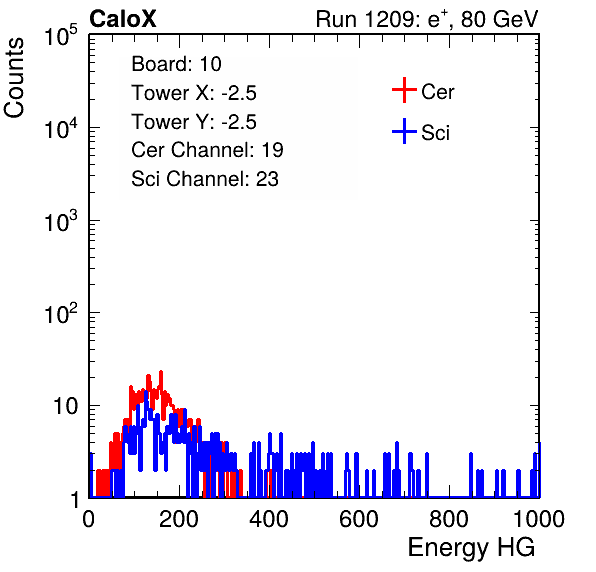 CaloX Run 1209: e⁺, 80 GeV
Counts
10⁵
10⁴
10³
10²
10
1
Board: 10
Tower X: -2.5
Tower Y: -2.5
Cer Channel: 19
Sci Channel: 23
Cer
Sci
0 200 400 600 800 1000
Energy HG